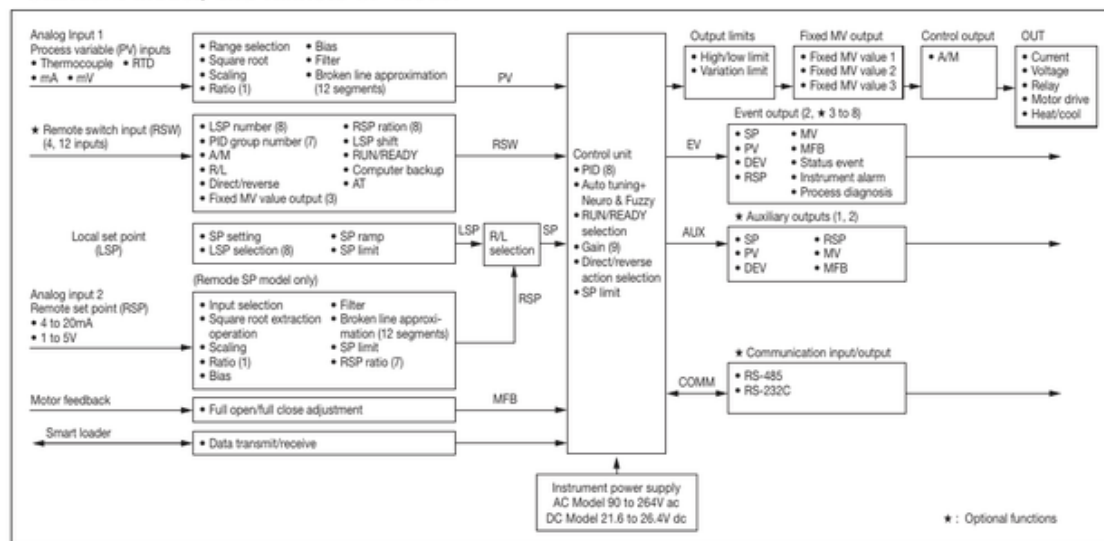 Analog Input 1
Process variable (PV) inputs
• Thermocouple • RTD
• mA • mV
• Range selection • Bias
• Square root • Filter
• Scaling • Broken line approximation
• Ratio (1) (12 segments)
PV
★ Remote switch input (RSW)
(4, 12 inputs)
• LSP number (8) • RSP ration (8)
• PID group number (7) • LSP shift
• A/M • RUN/READY
• R/L • Computer backup
• Direct/reverse • AT
• Fixed MV value output (3)
RSW
Local set point
(LSP)
• SP setting • SP ramp
• LSP selection (8) • SP limit
LSP
R/L
selection
SP
RSP
(Remode SP model only)
Analog input 2
Remote set point (RSP)
• 4 to 20mA
• 1 to 5V
• Input selection • Filter
• Square root extraction • Broken line approxi-
operation mation (12 segments)
• Scaling • SP limit
• Ratio (1) • RSP ratio (7)
• Bias
Motor feedback
• Full open/full close adjustment
MFB
Smart loader
• Data transmit/receive
Control unit
• PID (8)
• Auto tuning+
Neuro & Fuzzy
• RUN/READY
selection
• Gain (9)
• Direct/reverse
action selection
• SP limit
Instrument power supply
AC Model 90 to 264V ac
DC Model 21.6 to 26.4V dc
Output limits
• High/low limit
• Variation limit
Fixed MV output
• Fixed MV value 1
• Fixed MV value 2
• Fixed MV value 3
Control output
• A/M
OUT
• Current
• Voltage
• Relay
• Motor drive
• Heat/cool
Event output (2, ★ 3 to 8)
EV
• SP • MV
• PV • MFB
• DEV • Status event
• RSP • Instrument alarm
• Process diagnosis
★ Auxiliary outputs (1, 2)
AUX
• SP • RSP
• PV • MV
• DEV • MFB
★ Communication input/output
COMM
• RS-485
• RS-232C
★ : Optional functions